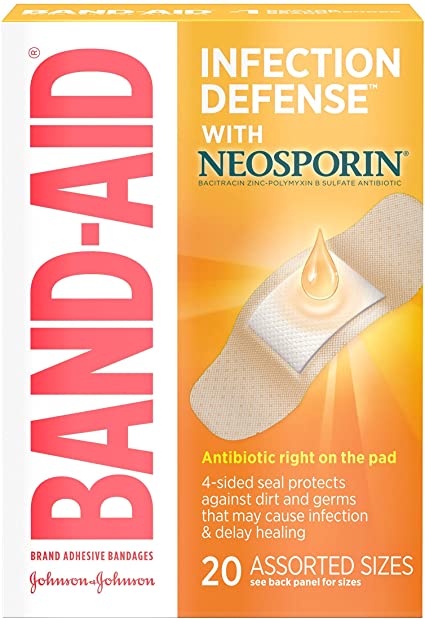 BAND-AID®
BRAND ADHESIVE BANDAGES
Johnson & Johnson
INFECTION
DEFENSE™
WITH
NEOSPORIN®
BACITRACIN ZINC-POLYMYXIN B SULFATE ANTIBIOTIC
Antibiotic right on the pad
4-sided seal protects
against dirt and germs
that may cause infection
& delay healing
20 ASSORTED SIZES
see back panel for sizes